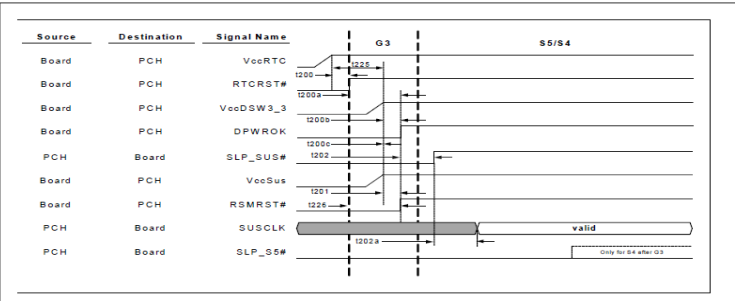 Source Destination Signal Name G3 S5/S4
Board PCH VccRTC
t225
t200
Board PCH RTCRST#
t200a
Board PCH VccDSW3_3
t200b
Board PCH DPWROK
t200c
PCH Board SLP_SUS# t202
Board PCH VccSus
t201
Board PCH RSMRST# t226
PCH Board SUSCLK valid
t202a
PCH Board SLP_S5# Only for S4 after G3